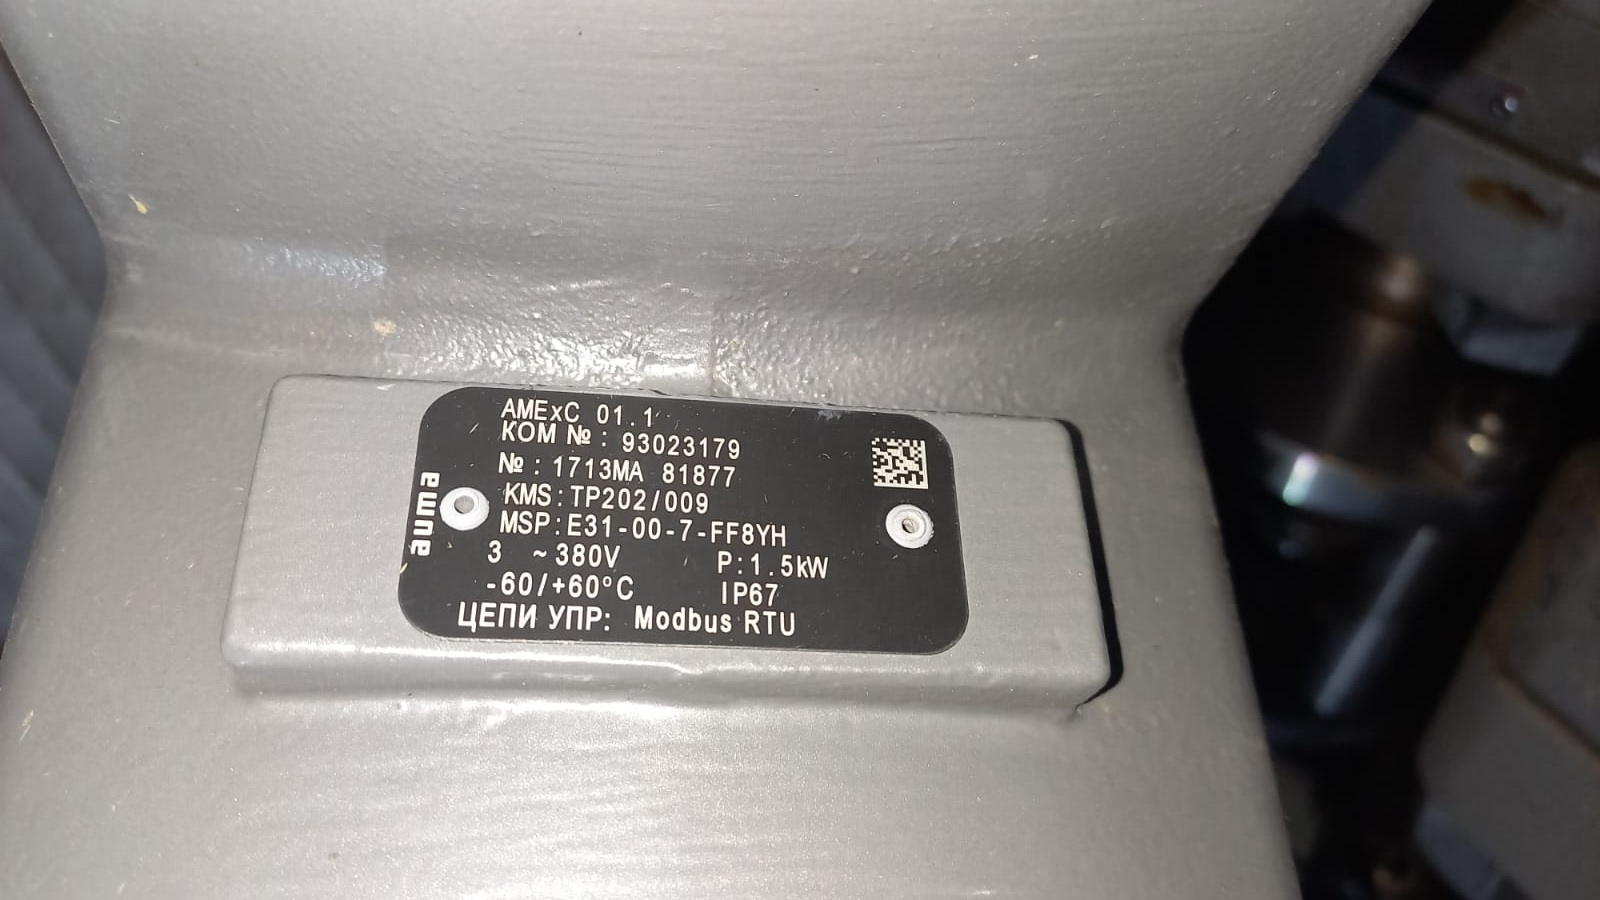 AMExC 01.1
КОМ №: 93023179
№: 1713MA 81877
KMS: TP202/009
MSP: E31-00-7-FF8YH
3 ~380V P:1.5kW
-60/+60°C IP67
ЦЕПИ УПР: Modbus RTU
auma